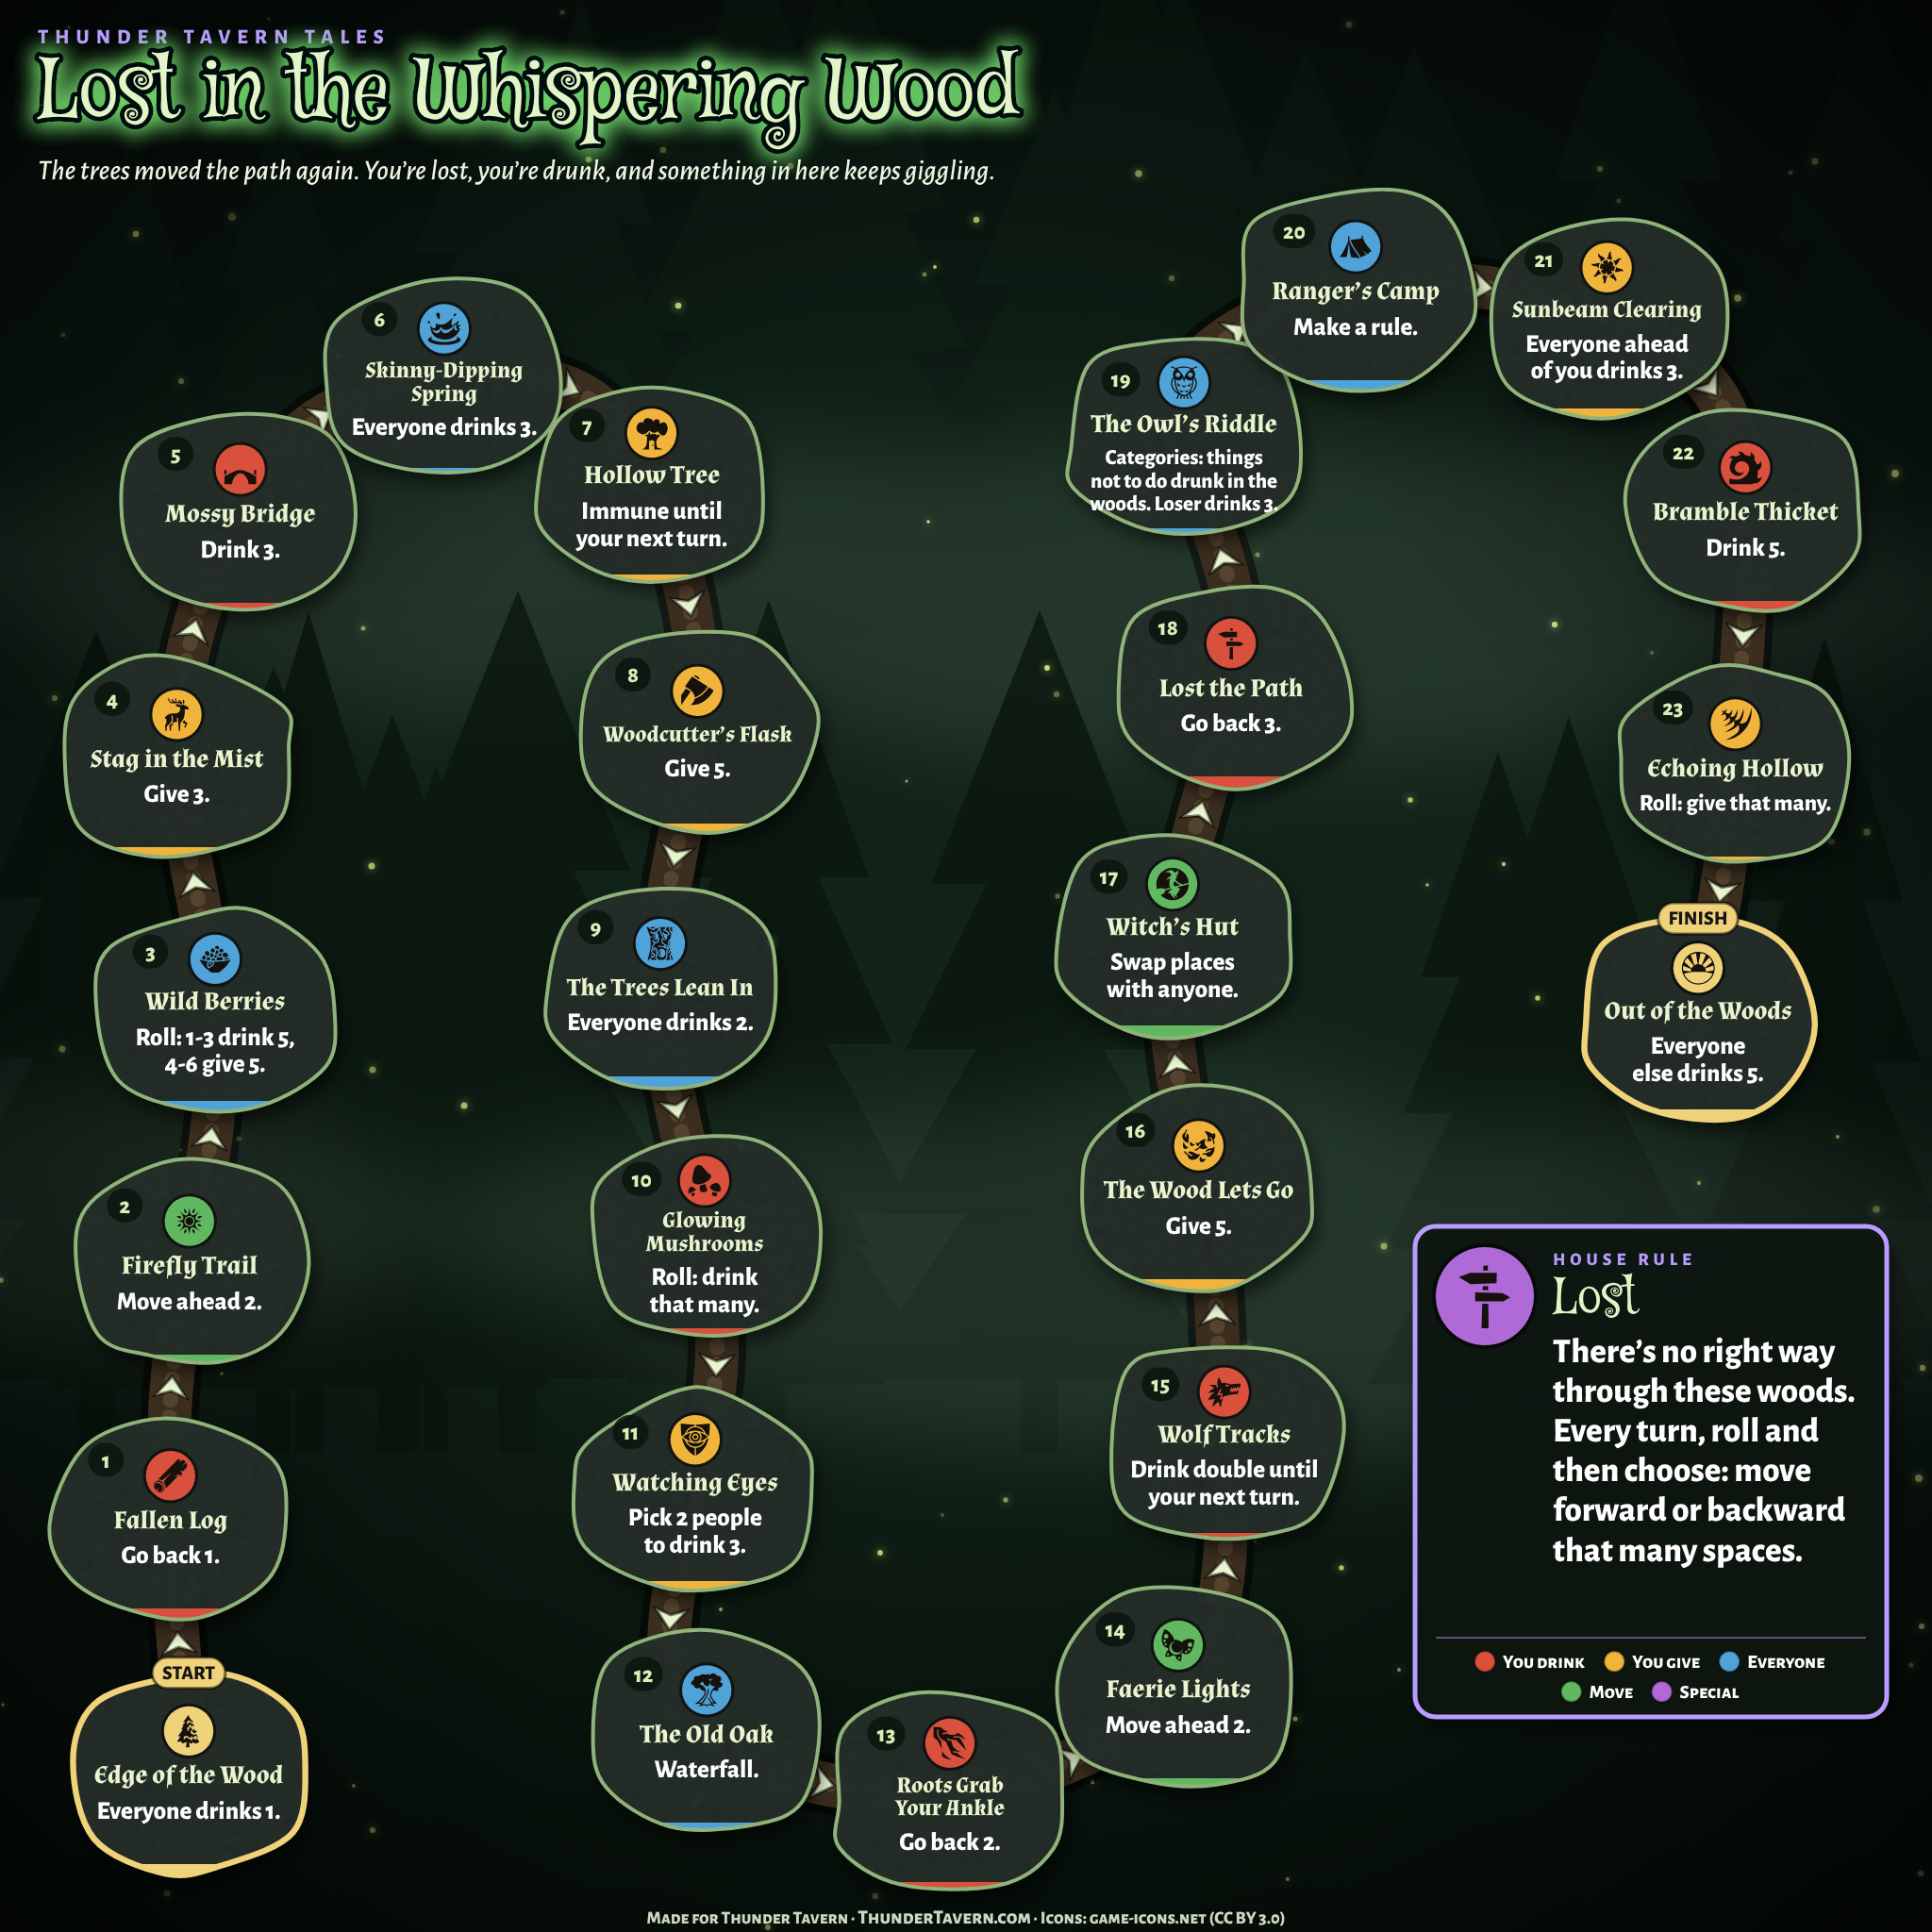 THUNDER TAVERN TALES
Lost in the Whispering Wood
The trees moved the path again. You're lost, you're drunk, and something in here keeps giggling.
START
Edge of the Wood
Everyone drinks 1.
1
Fallen Log
Go back 1.
2
Firefly Trail
Move ahead 2.
3
Wild Berries
Roll: 1-3 drink 5,
4-6 give 5.
4
Stag in the Mist
Give 3.
5
Mossy Bridge
Drink 3.
6
Skinny-Dipping
Spring
Everyone drinks 3.
7
Hollow Tree
Immune until
your next turn.
8
Woodcutter's Flask
Give 5.
9
The Trees Lean In
Everyone drinks 2.
10
Glowing
Mushrooms
Roll: drink
that many.
11
Watching Eyes
Pick 2 people
to drink 3.
12
The Old Oak
Waterfall.
13
Roots Grab
Your Ankle
Go back 2.
14
Faerie Lights
Move ahead 2.
15
Wolf Tracks
Drink double until
your next turn.
16
The Wood Lets Go
Give 5.
17
Witch's Hut
Swap places
with anyone.
18
Lost the Path
Go back 3.
19
The Owl's Riddle
Categories: things
not to do drunk in the
woods. Loser drinks 3.
20
Ranger's Camp
Make a rule.
21
Sunbeam Clearing
Everyone ahead
of you drinks 3.
22
Bramble Thicket
Drink 5.
23
Echoing Hollow
Roll: give that many.
FINISH
Out of the Woods
Everyone
else drinks 5.
HOUSE RULE
Lost
There's no right way
through these woods.
Every turn, roll and
then choose: move
forward or backward
that many spaces.
YOU DRINK YOU GIVE EVERYONE
MOVE SPECIAL
MADE FOR THUNDER TAVERN · THUNDERTAVERN.COM · ICONS: GAME-ICONS.NET (CC BY 3.0)